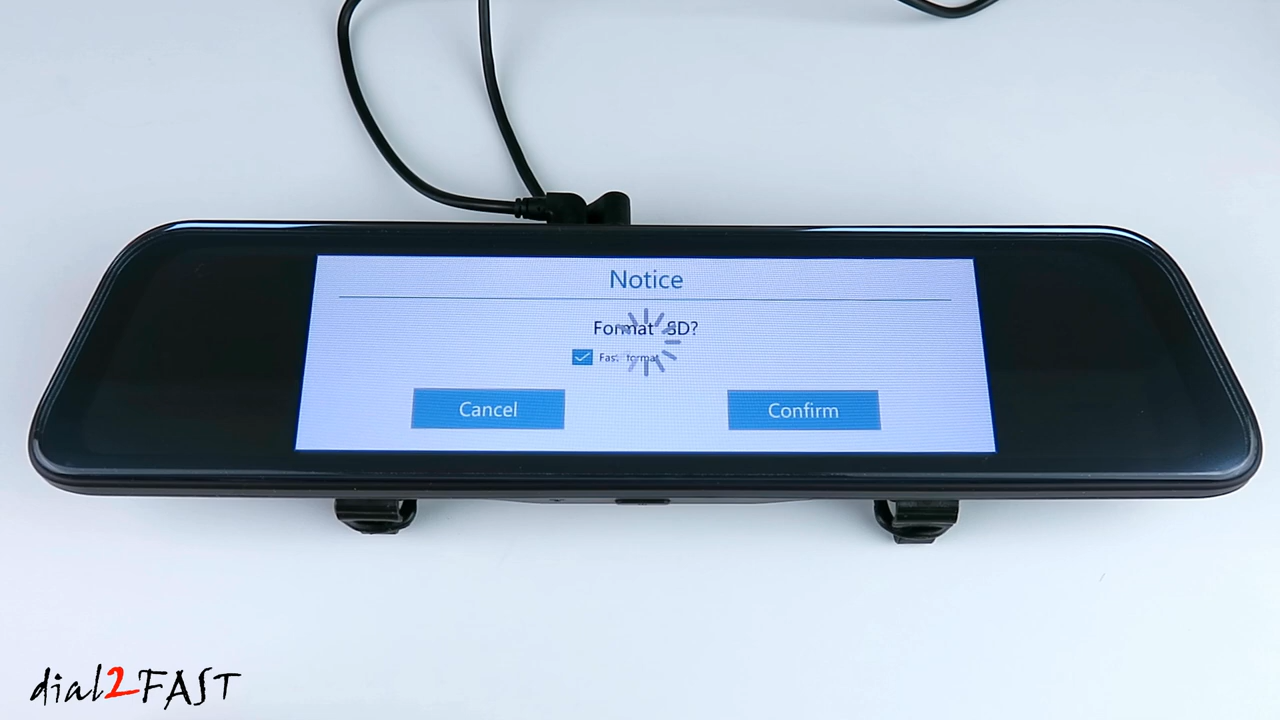 Notice
Format SD?
Fast format
Cancel
Confirm
dial2FAST